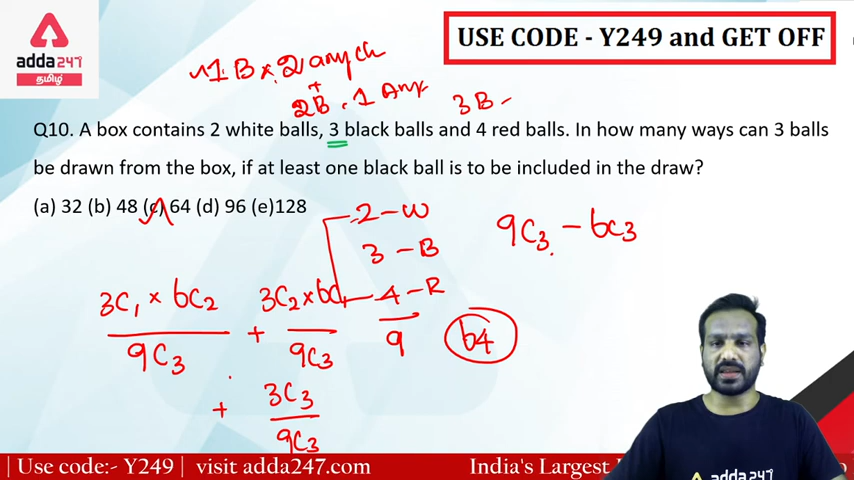 USE CODE - Y249 and GET OFF
adda247
தமிழ்
1 B × 2 any
+
2B · 1 Any
3B -
Q10. A box contains 2 white balls, 3 black balls and 4 red balls. In how many ways can 3 balls
be drawn from the box, if at least one black ball is to be included in the draw?
(a) 32 (b) 48 (c) 64 (d) 96 (e)128
2 - W
3 - B
4 - R
9
9C3 - 6C3
64
3C1 × 6C2 + 3C2 × 6C1
9C3 9C3
+ 3C3
9C3
| Use code:- Y249 | visit adda247.com
India's Largest
adda247